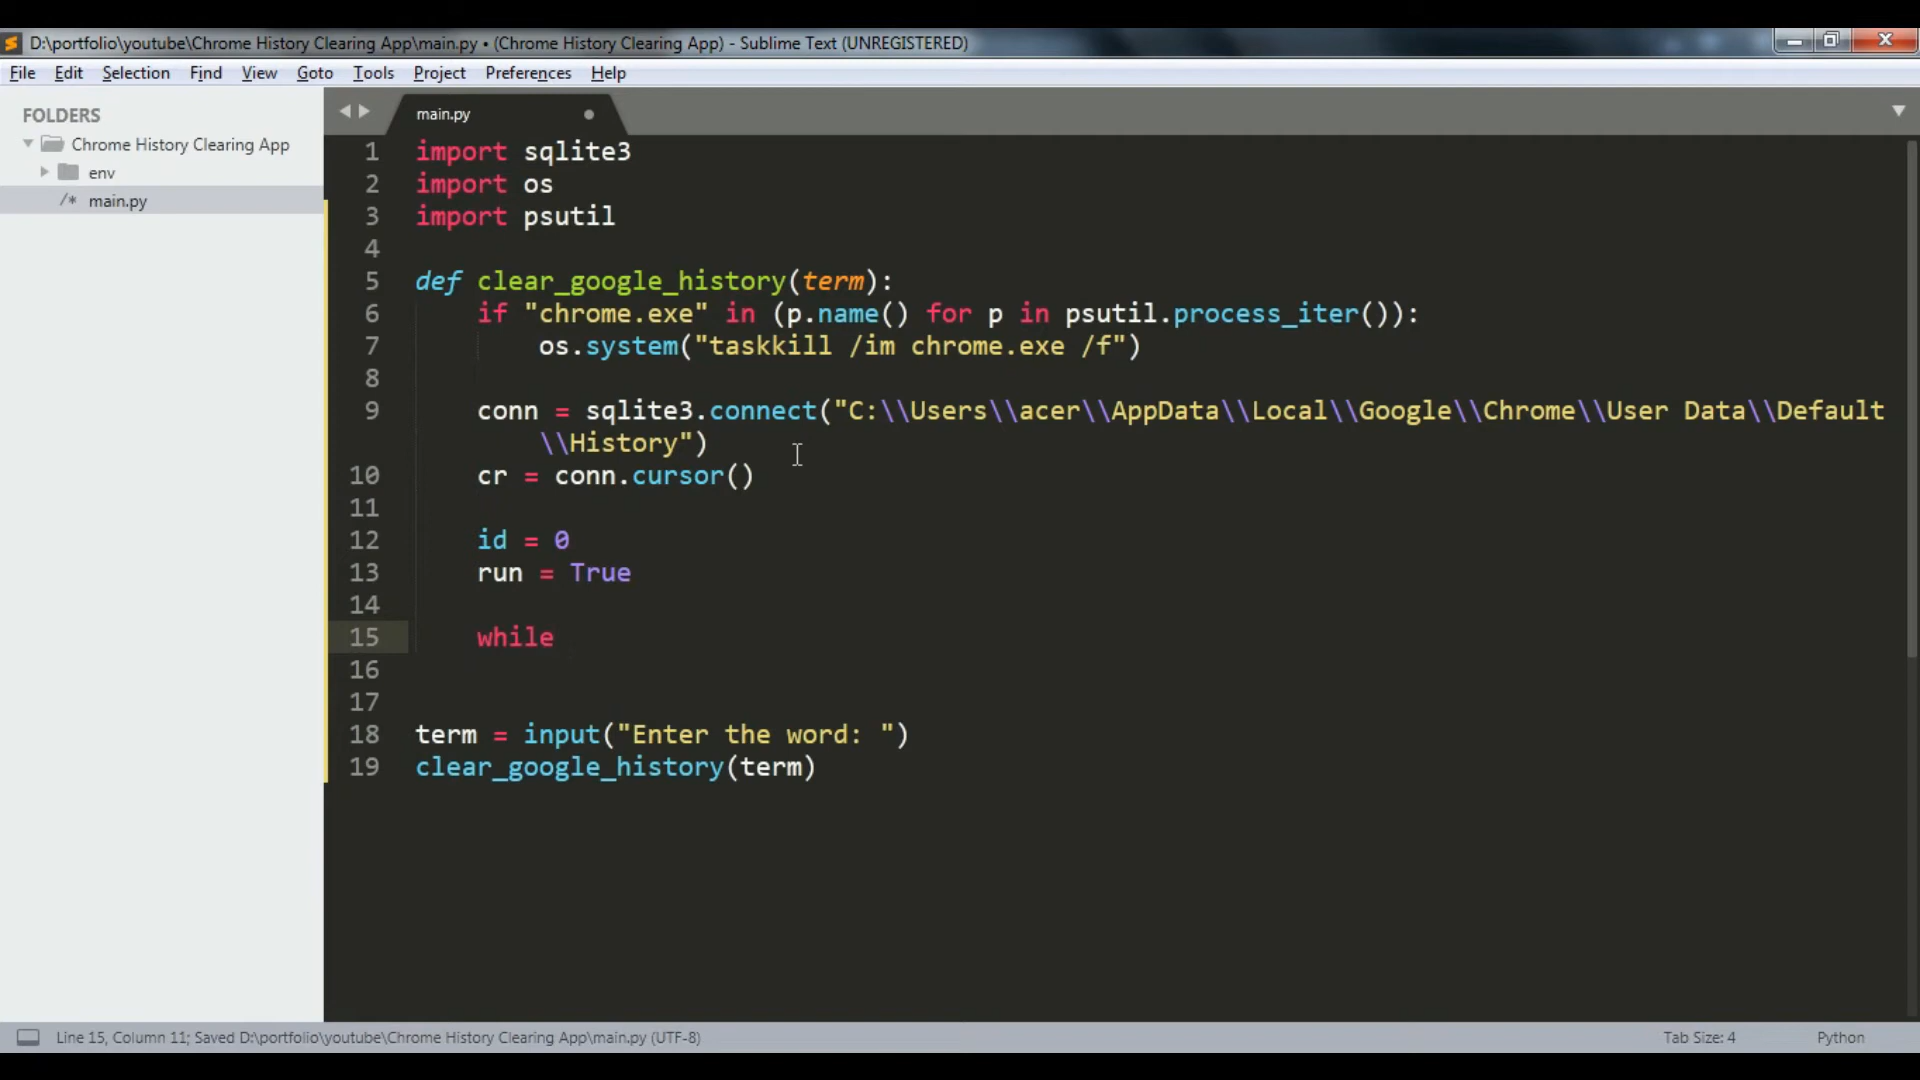 D:\portfolio\youtube\Chrome History Clearing App\main.py • (Chrome History Clearing App) - Sublime Text (UNREGISTERED)
File Edit Selection Find View Goto Tools Project Preferences Help
FOLDERS
Chrome History Clearing App
env
/* main.py
main.py
1 import sqlite3
2 import os
3 import psutil
4
5 def clear_google_history(term):
6 if "chrome.exe" in (p.name() for p in psutil.process_iter()):
7 os.system("taskkill /im chrome.exe /f")
8
9 conn = sqlite3.connect("C:\\Users\\acer\\AppData\\Local\\Google\\Chrome\\User Data\\Default
\\History")
10 cr = conn.cursor()
11
12 id = 0
13 run = True
14
15 while
16
17
18 term = input("Enter the word: ")
19 clear_google_history(term)
Line 15, Column 11; Saved D:\portfolio\youtube\Chrome History Clearing App\main.py (UTF-8)
Tab Size: 4
Python